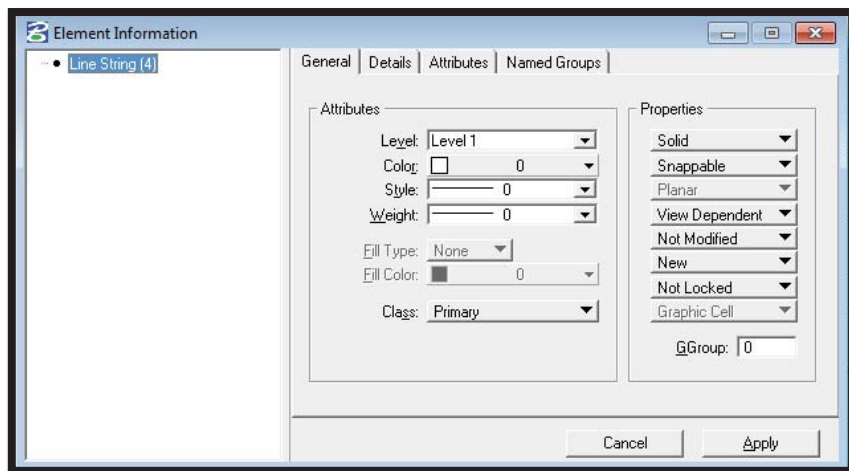 Element Information
Line String (4)
General Details Attributes Named Groups
Attributes
Level: Level 1
Color: 0
Style: 0
Weight: 0
Fill Type: None
Fill Color: 0
Class: Primary
Properties
Solid
Snappable
Planar
View Dependent
Not Modified
New
Not Locked
Graphic Cell
GGroup: 0
Cancel Apply